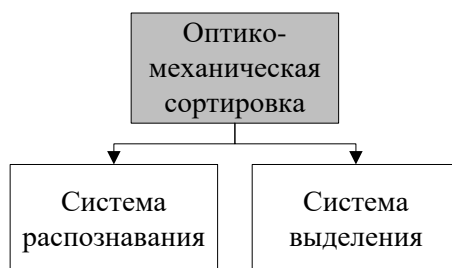 Оптико-
механическая
сортировка
Система
распознавания
Система
выделения